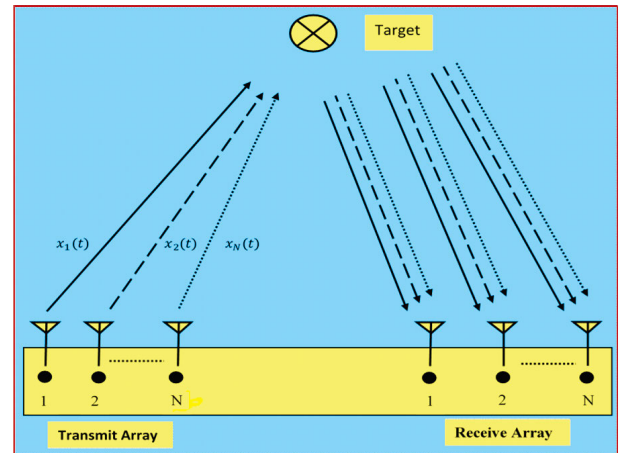 Target
x₁(t)
x₂(t)
x_N(t)
1 2 N
1 2 N
Transmit Array
Receive Array